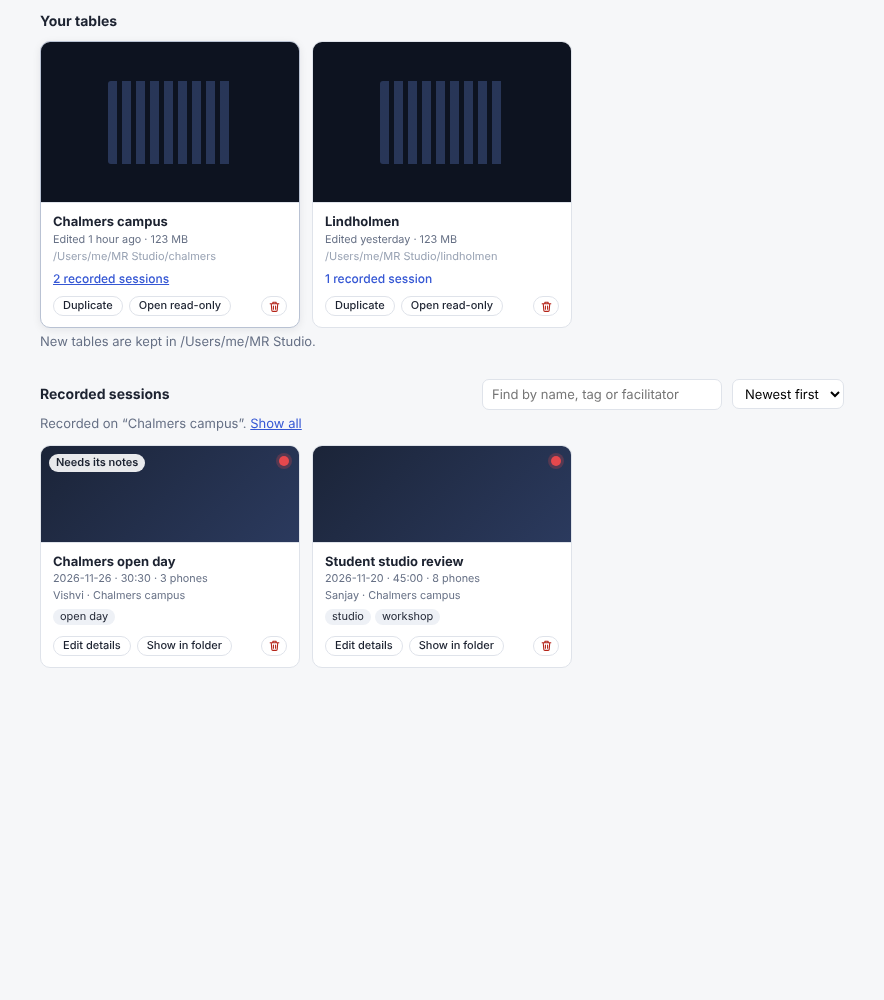 Your tables
Chalmers campus
Edited 1 hour ago · 123 MB
/Users/me/MR Studio/chalmers
2 recorded sessions
Duplicate
Open read-only
Lindholmen
Edited yesterday · 123 MB
/Users/me/MR Studio/lindholmen
1 recorded session
Duplicate
Open read-only
New tables are kept in /Users/me/MR Studio.
Recorded sessions
Find by name, tag or facilitator
Newest first
Recorded on “Chalmers campus”. Show all
Needs its notes
Chalmers open day
2026-11-26 · 30:30 · 3 phones
Vishvi · Chalmers campus
open day
Edit details
Show in folder
Student studio review
2026-11-20 · 45:00 · 8 phones
Sanjay · Chalmers campus
studio
workshop
Edit details
Show in folder